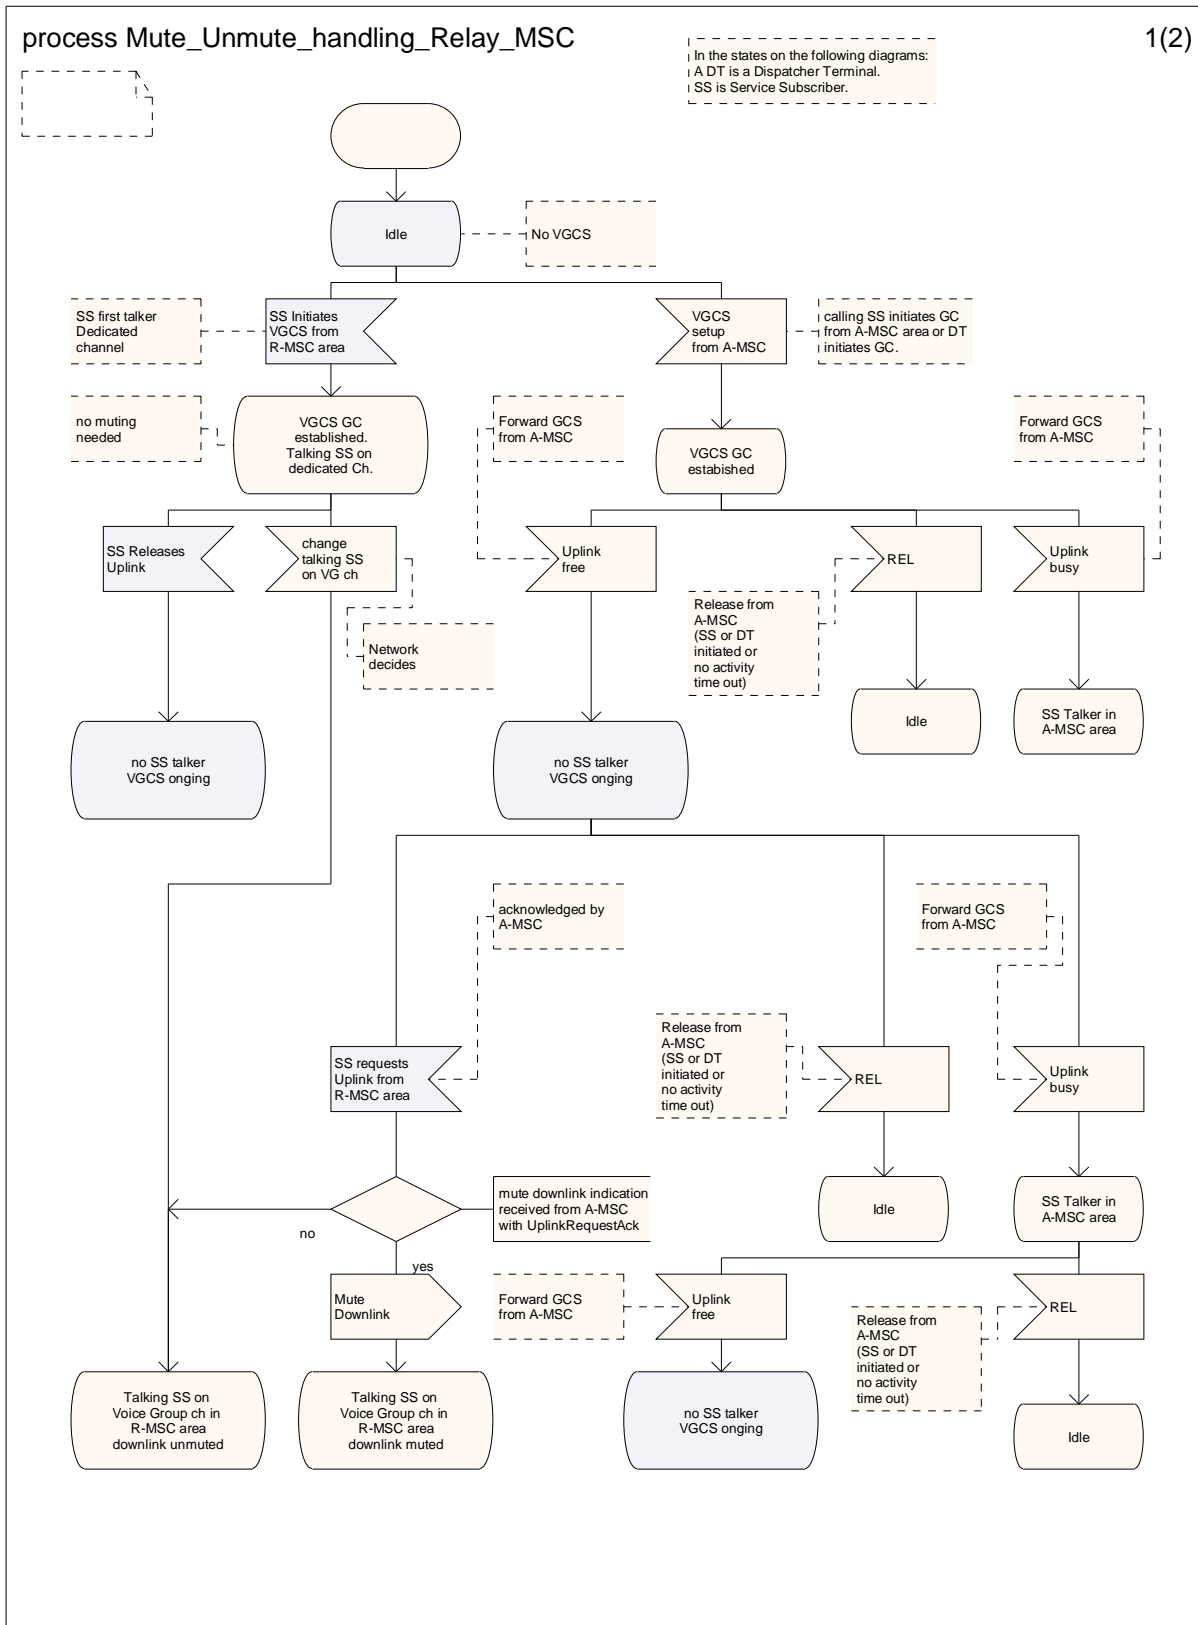 process Mute_Unmute_handling_Relay_MSC
1(2)
In the states on the following diagrams:
A DT is a Dispatcher Terminal.
SS is Service Subscriber.
Idle
No VGCS
SS first talker
Dedicated
channel
SS Initiates
VGCS from
R-MSC area
VGCS
setup
from A-MSC
calling SS initiates GC
from A-MSC area or DT
initiates GC.
no muting
needed
VGCS GC
established.
Talking SS on
dedicated Ch.
Forward GCS
from A-MSC
VGCS GC
estabished
Forward GCS
from A-MSC
SS Releases
Uplink
change
talking SS
on VG ch
Uplink
free
REL
Uplink
busy
Network
decides
Release from
A-MSC
(SS or DT
initiated or
no activity
time out)
no SS talker
VGCS onging
no SS talker
VGCS onging
Idle
SS Talker in
A-MSC area
acknowledged by
A-MSC
Forward GCS
from A-MSC
SS requests
Uplink from
R-MSC area
Release from
A-MSC
(SS or DT
initiated or
no activity
time out)
REL
Uplink
busy
no
mute downlink indication
received from A-MSC
with UplinkRequestAck
Idle
SS Talker in
A-MSC area
yes
Mute
Downlink
Forward GCS
from A-MSC
Uplink
free
Release from
A-MSC
(SS or DT
initiated or
no activity
time out)
REL
Talking SS on
Voice Group ch in
R-MSC area
downlink unmuted
Talking SS on
Voice Group ch in
R-MSC area
downlink muted
no SS talker
VGCS onging
Idle